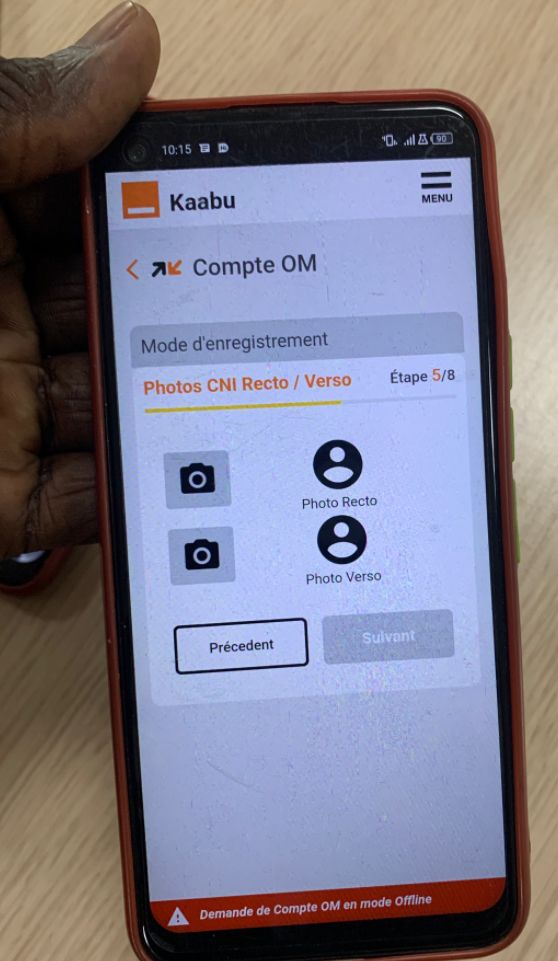 10:15
90
Kaabu
MENU
Compte OM
Mode d'enregistrement
Photos CNI Recto / Verso
Étape 5/8
Photo Recto
Photo Verso
Précedent
Suivant
Demande de Compte OM en mode Offline